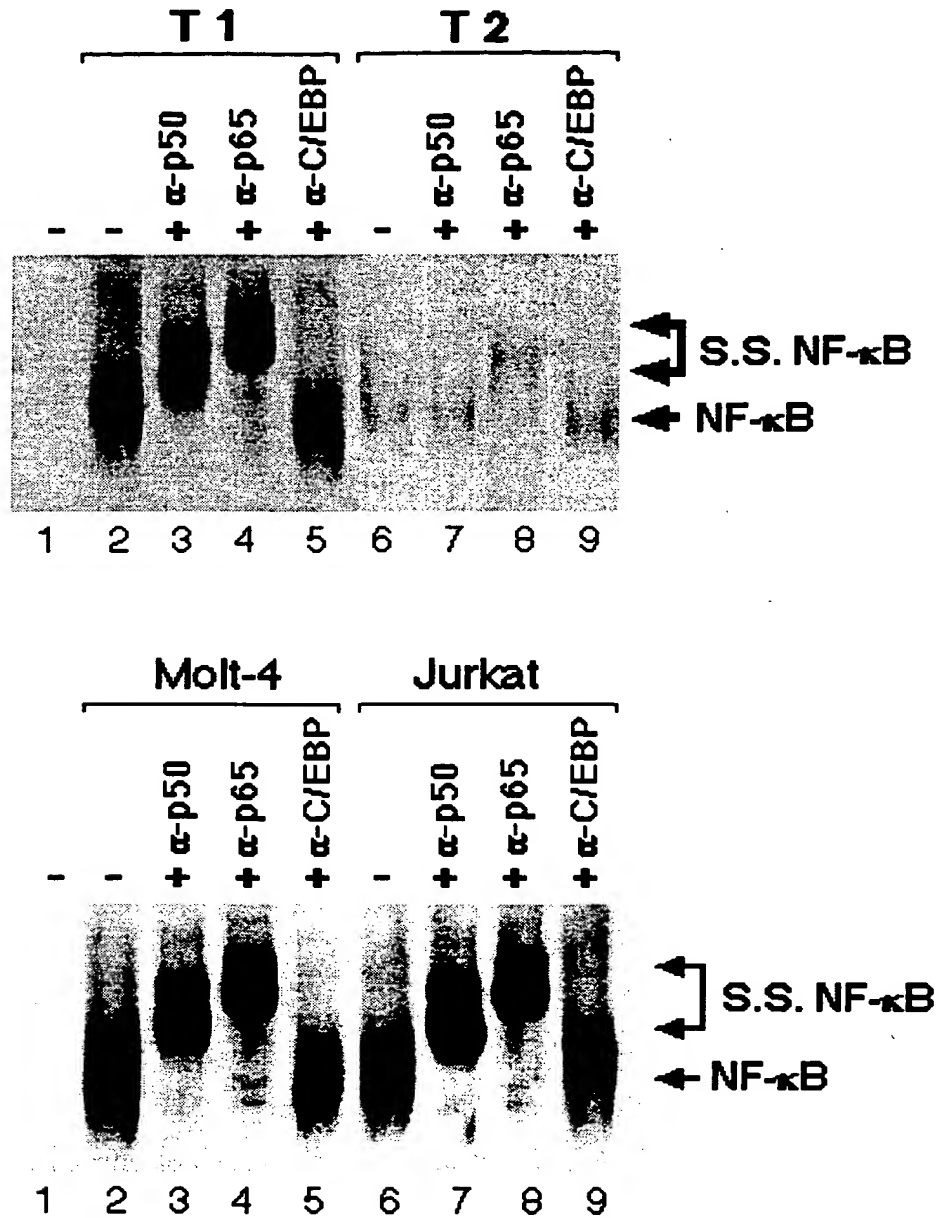 T 1 T 2
α-p50 α-p65 α-C/EBP α-p50 α-p65 α-C/EBP
- - + + + - + + +
S.S. NF-κB
NF-κB
1 2 3 4 5 6 7 8 9
Molt-4 Jurkat
α-p50 α-p65 α-C/EBP α-p50 α-p65 α-C/EBP
- - + + + - + + +
S.S. NF-κB
NF-κB
1 2 3 4 5 6 7 8 9